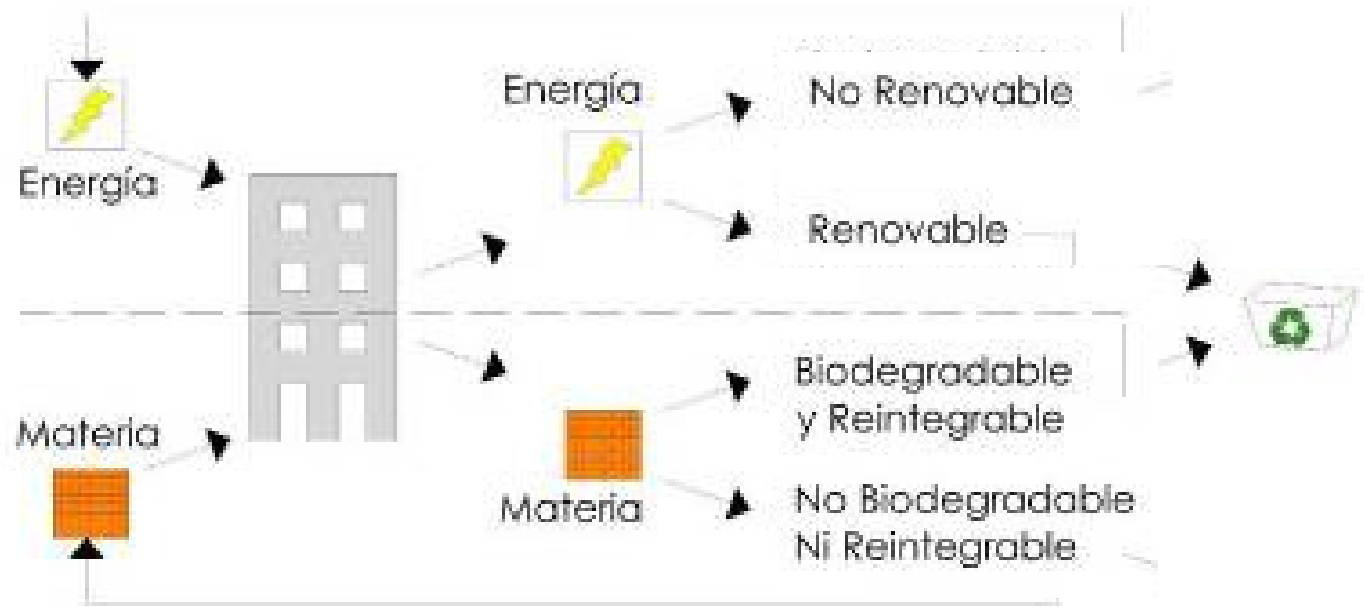 Energía
No Renovable
Energía
Renovable
Materia
Biodegradable
y Reintegrable
Materia
No Biodegradable
Ni Reintegrable